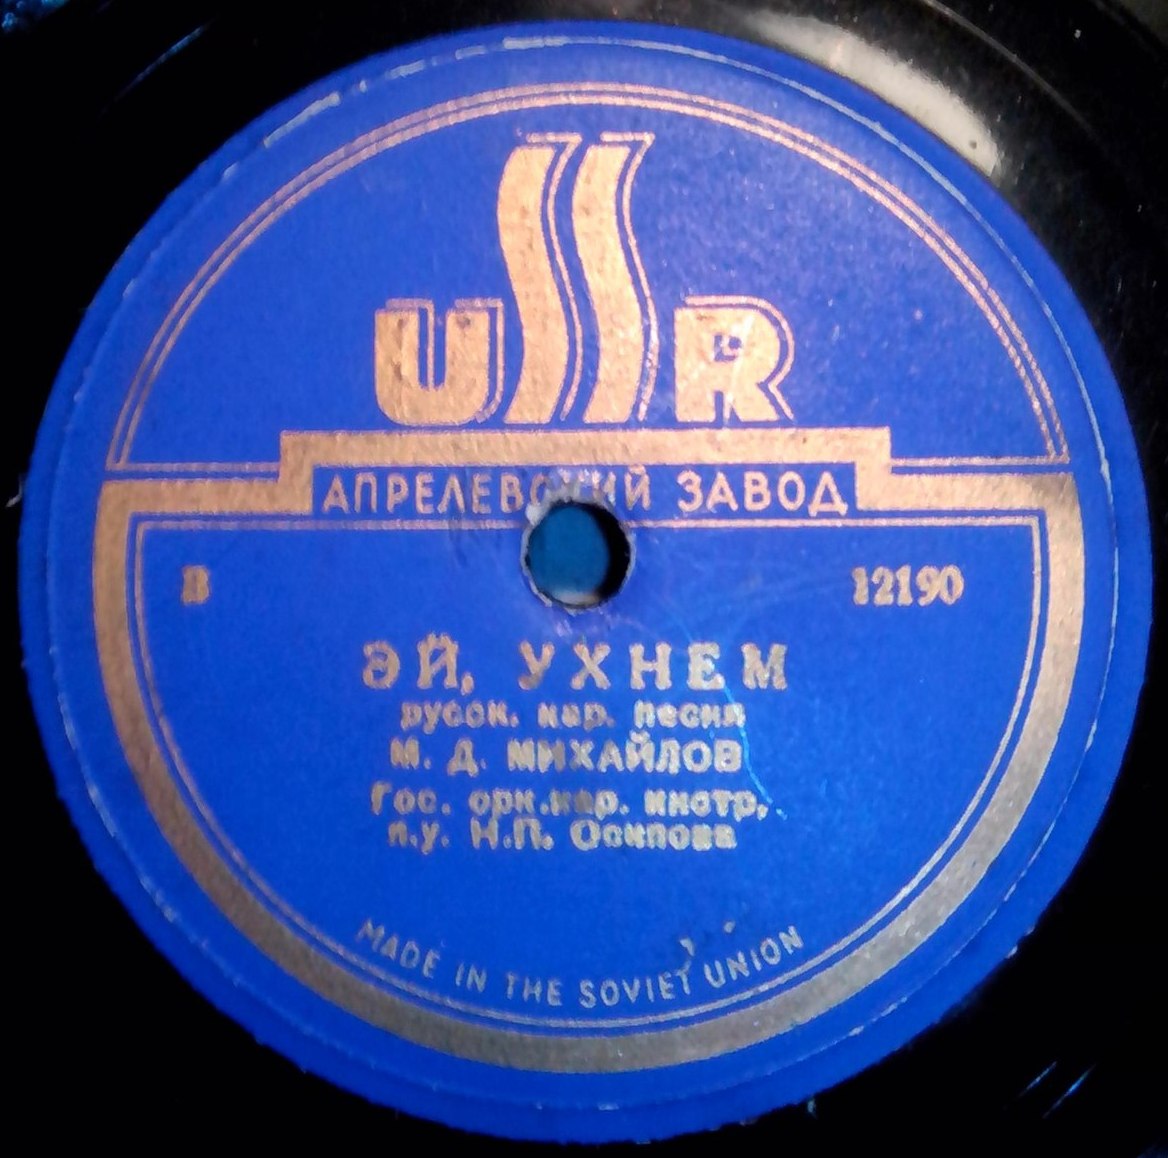 USSR
АПРЕЛЕВСКИЙ ЗАВОД
В 12190
ЭЙ, УХНЕМ
русск. нар. песня
М. Д. МИХАЙЛОВ
Гос. орк.нар. инстр.
п.у. Н.П. Осипова
MADE IN THE SOVIET UNION